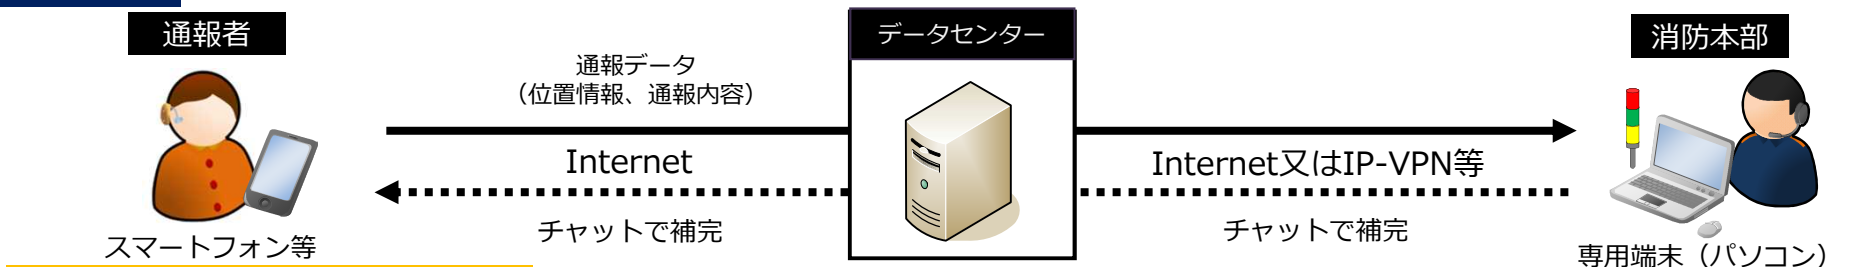 通報者
データセンター
消防本部
通報データ
（位置情報、通報内容）
Internet
Internet又はIP-VPN等
チャットで補完
チャットで補完
スマートフォン等
専用端末（パソコン）